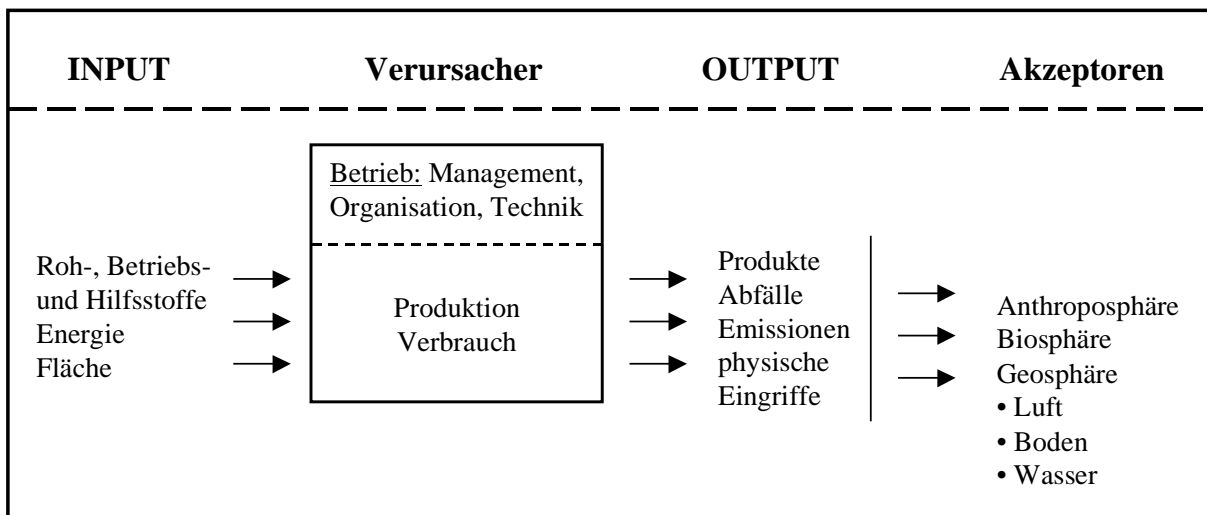 INPUT
Verursacher
OUTPUT
Akzeptoren
Roh-, Betriebs-
und Hilfsstoffe
Energie
Fläche
Betrieb: Management,
Organisation, Technik
Produktion
Verbrauch
Produkte
Abfälle
Emissionen
physische
Eingriffe
Anthroposphäre
Biosphäre
Geosphäre
• Luft
• Boden
• Wasser